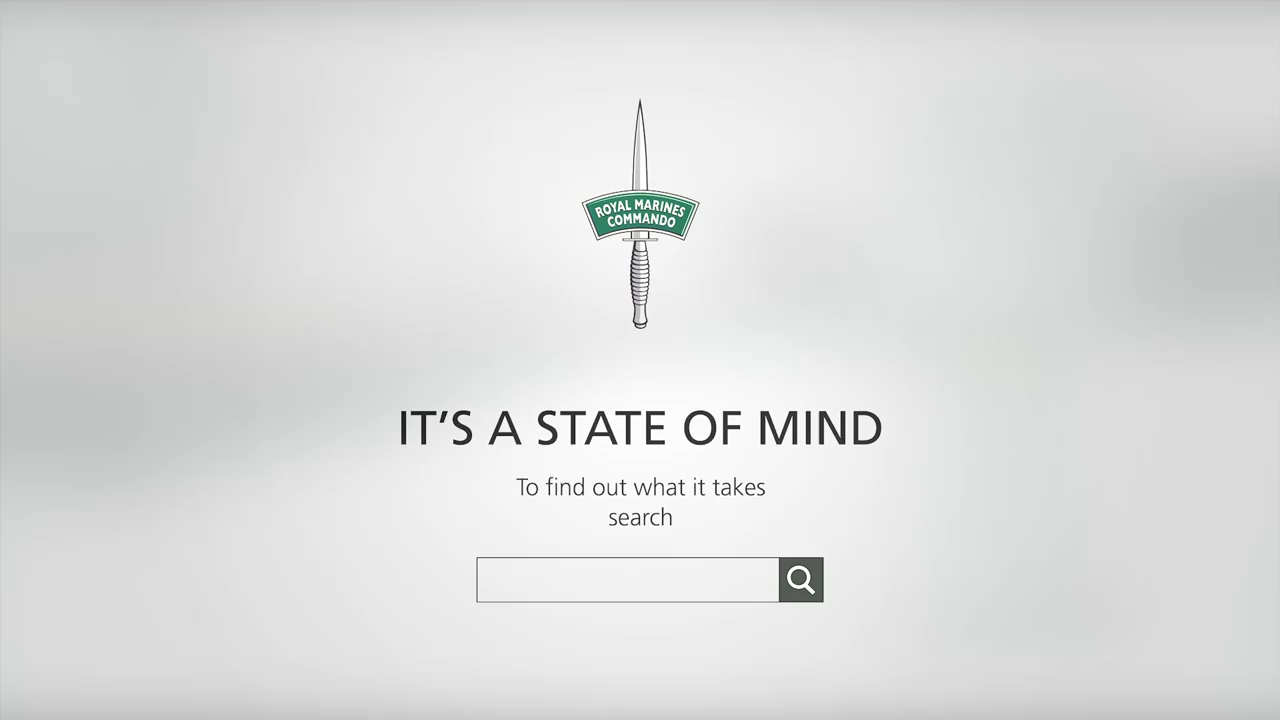 ROYAL MARINES
COMMANDO
IT'S A STATE OF MIND
To find out what it takes
search